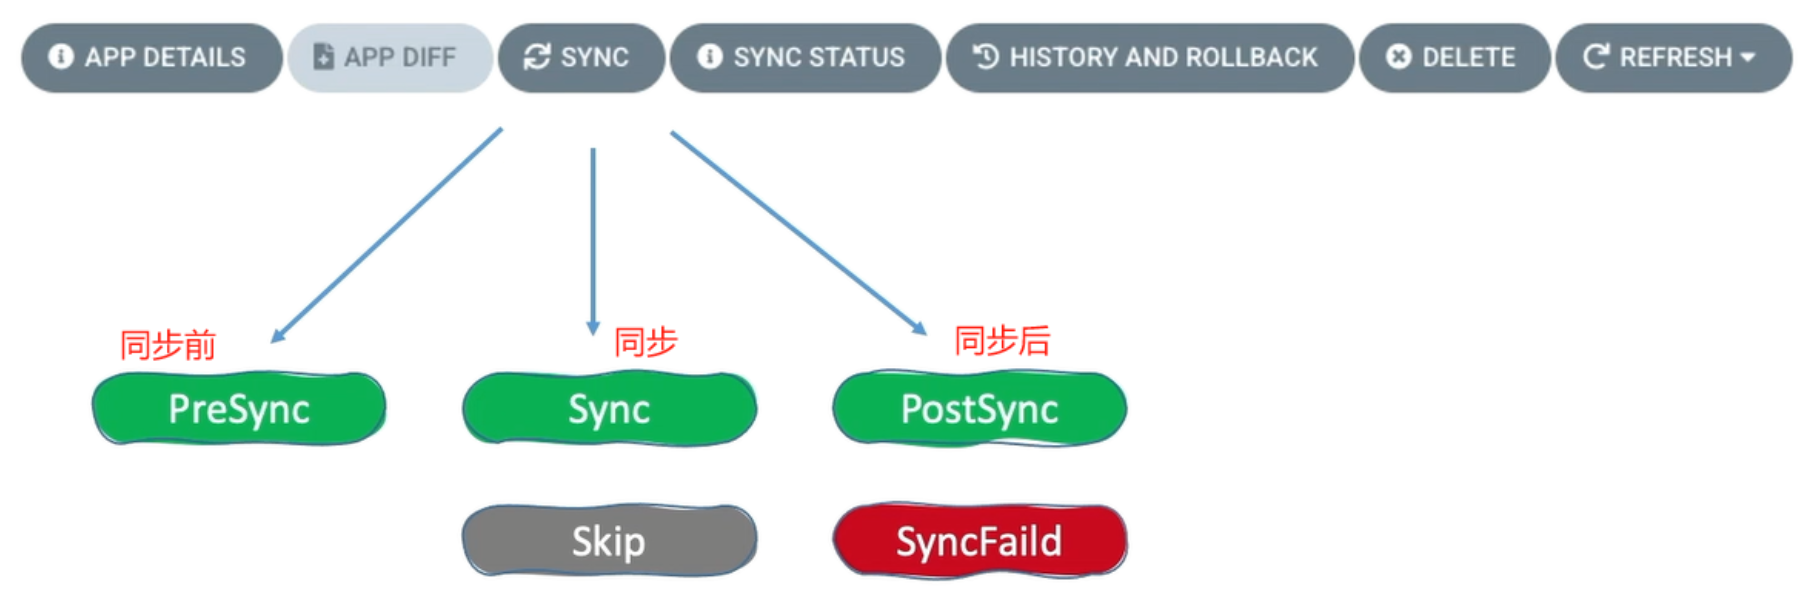 APP DETAILS
APP DIFF
SYNC
SYNC STATUS
HISTORY AND ROLLBACK
DELETE
REFRESH
同步前
同步
同步后
PreSync
Sync
PostSync
Skip
SyncFaild